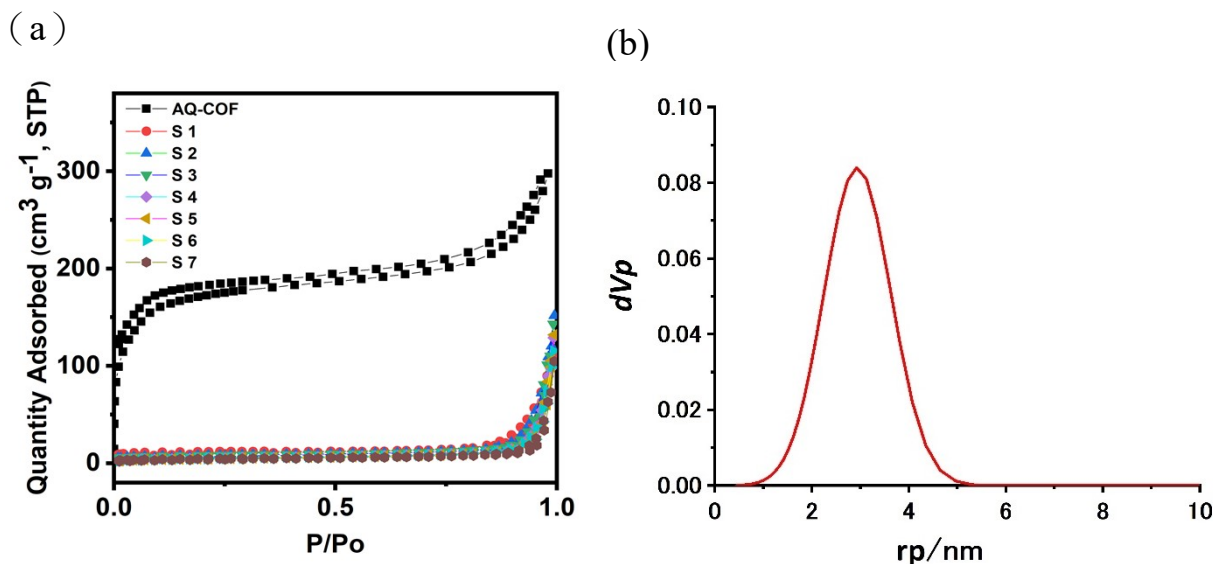 （a）
(b)
Quantity Adsorbed (cm³ g⁻¹, STP)
AQ-COF
S 1
S 2
S 3
S 4
S 5
S 6
S 7
300
200
100
0
0.0
0.5
1.0
P/Po
dVp
0.10
0.08
0.06
0.04
0.02
0.00
0
2
4
6
8
10
rp/nm